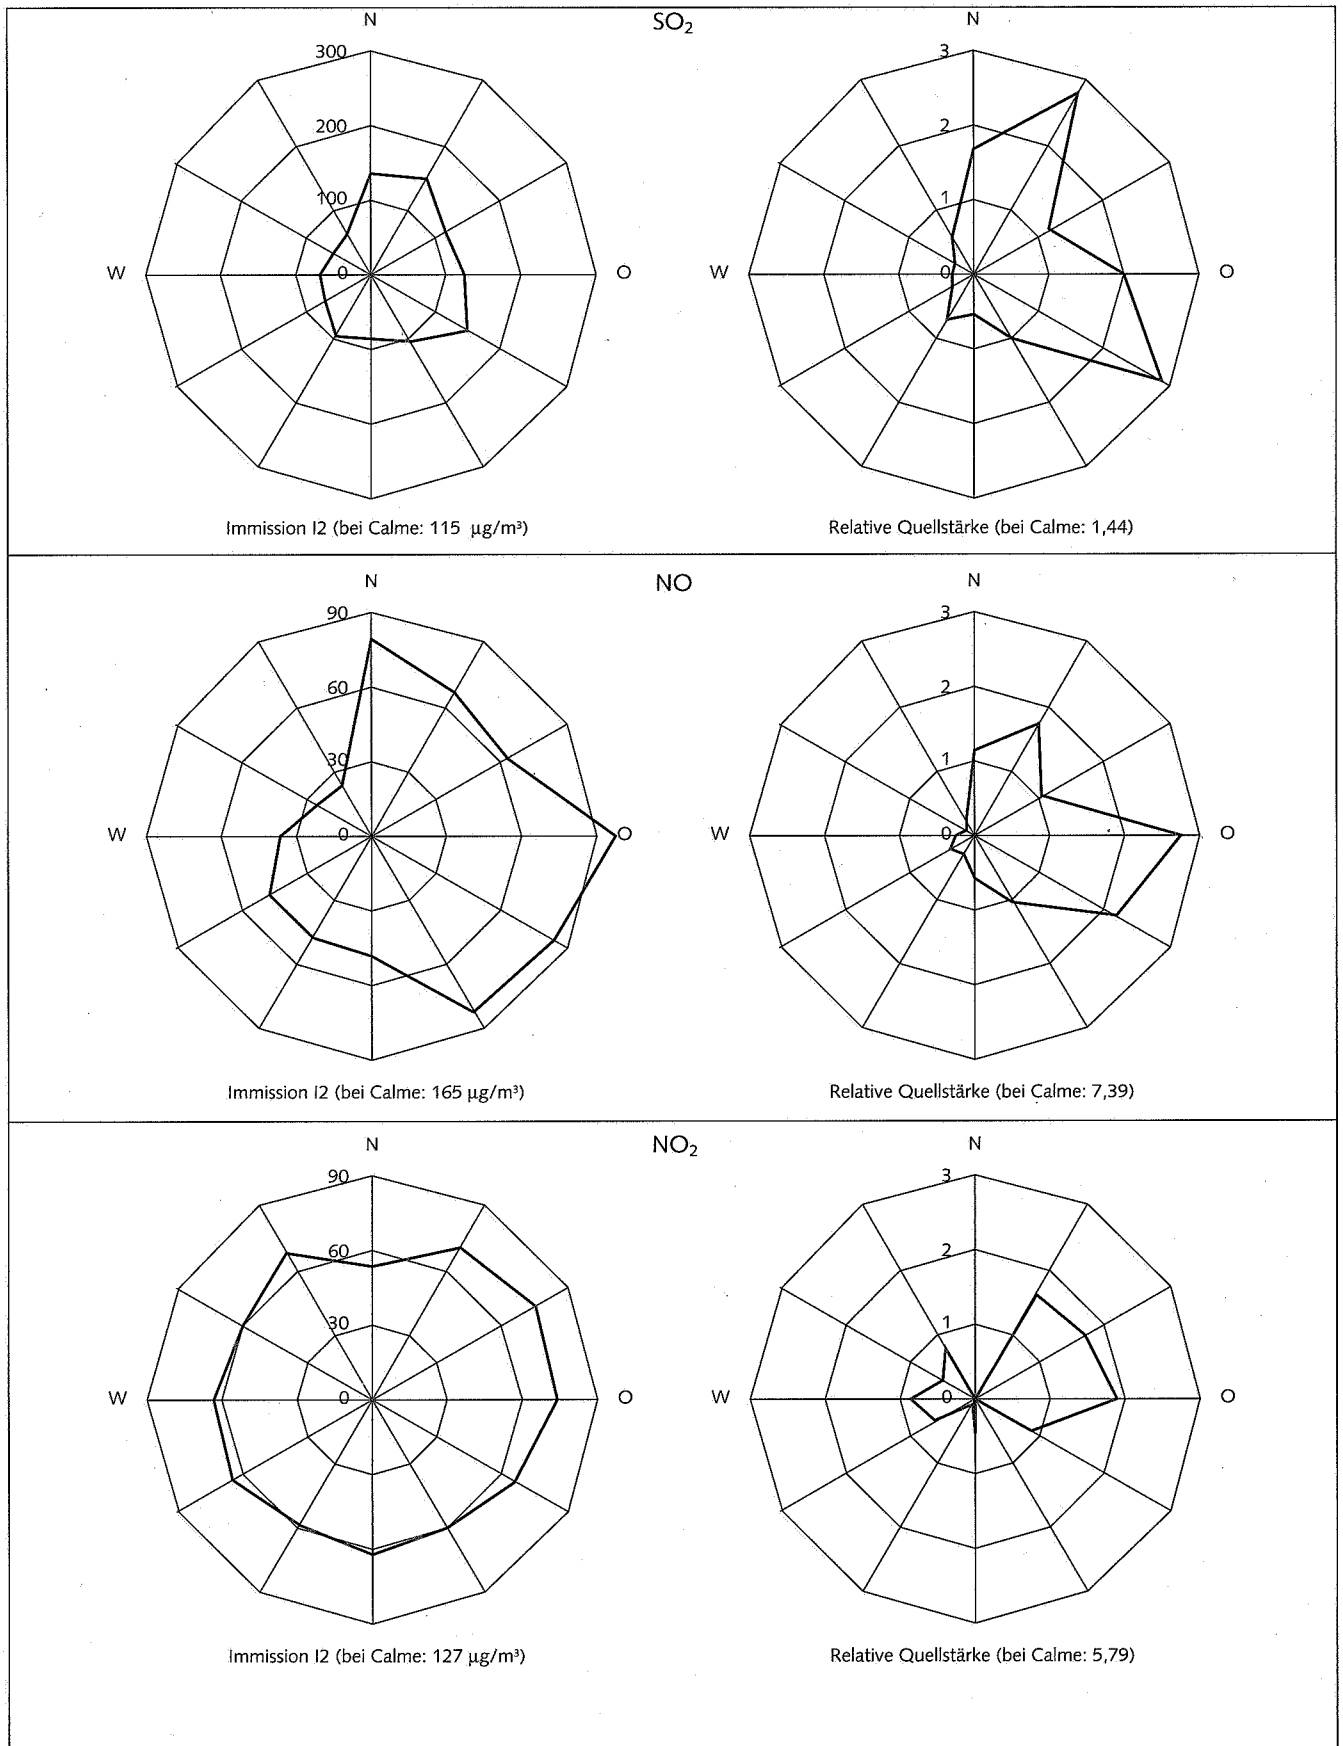 SO₂
N
N
300
3
200
2
100
1
W
0
O
W
0
O
Immission I2 (bei Calme: 115 µg/m³)
Relative Quellstärke (bei Calme: 1,44)
NO
N
N
90
3
60
2
30
1
W
0
O
W
0
O
Immission I2 (bei Calme: 165 µg/m³)
Relative Quellstärke (bei Calme: 7,39)
NO₂
N
N
90
3
60
2
30
1
W
0
O
W
0
O
Immission I2 (bei Calme: 127 µg/m³)
Relative Quellstärke (bei Calme: 5,79)